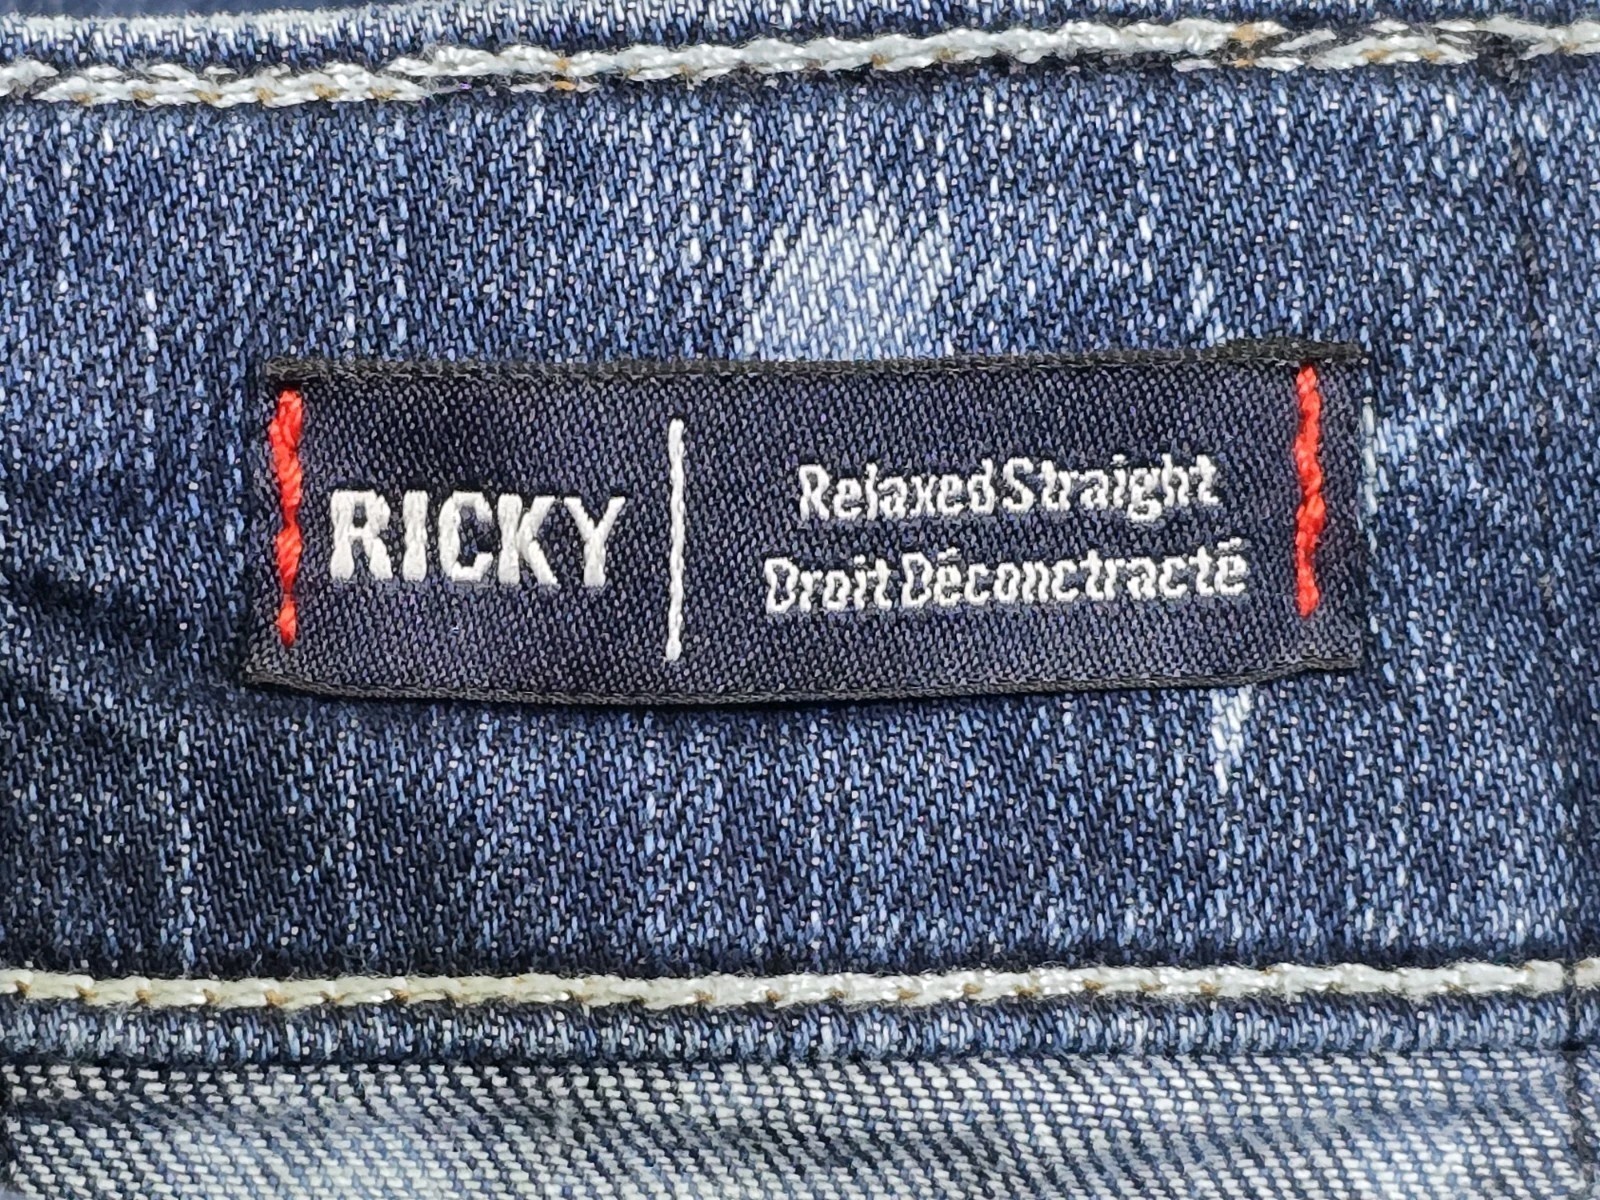 RICKY
Relaxed Straight
Droit Déconctracté